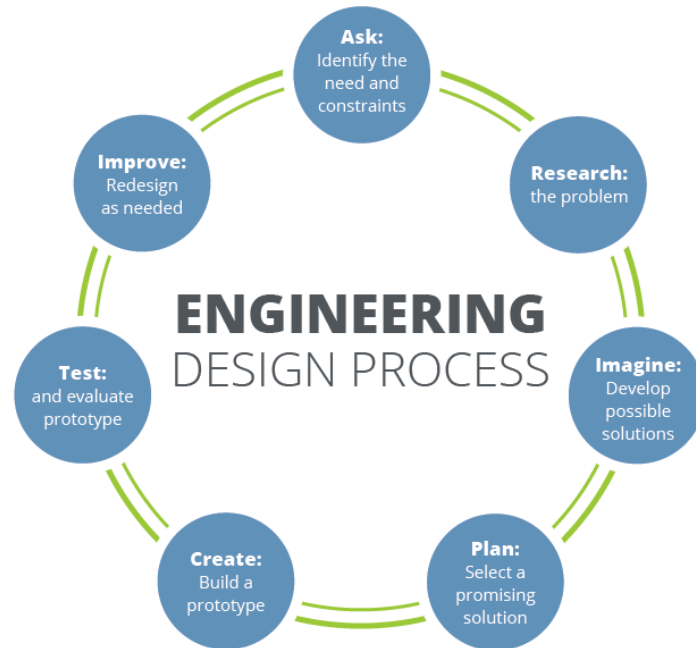 Ask:
Identify the
need and
constraints
Research:
the problem
Imagine:
Develop
possible
solutions
Plan:
Select a
promising
solution
Create:
Build a
prototype
Test:
and evaluate
prototype
Improve:
Redesign
as needed
ENGINEERING
DESIGN PROCESS